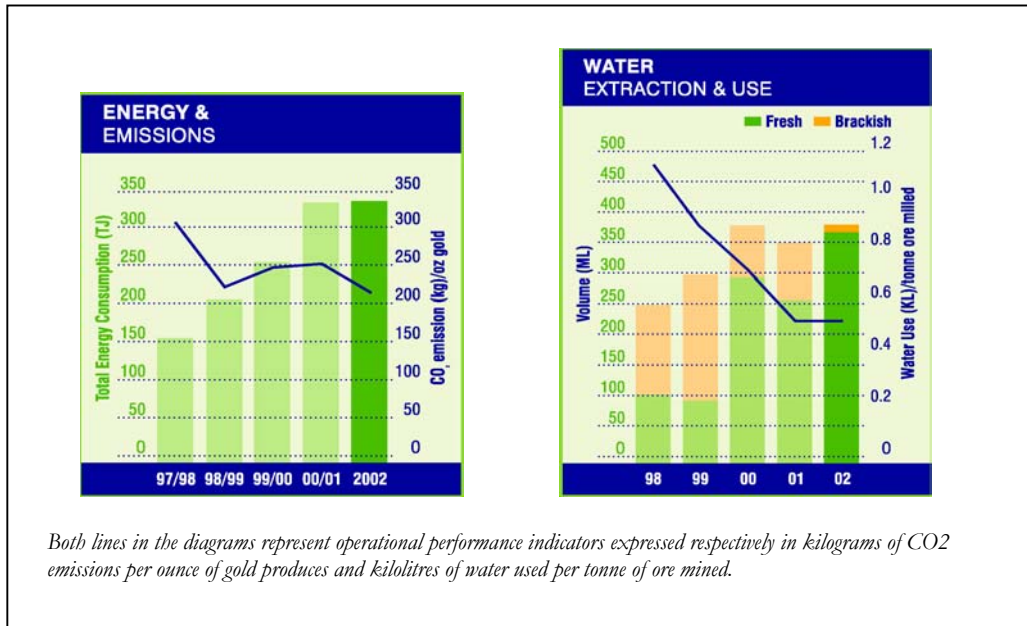 ENERGY &
EMISSIONS
Total Energy Consumption (TJ)
350
300
250
200
150
100
50
0
CO, emission (kg)/oz gold
350
300
250
200
150
100
50
0
97/98 98/99 99/00 00/01 2002
WATER
EXTRACTION & USE
Fresh Brackish
Volume (ML)
500
450
400
350
300
250
200
150
100
50
0
Water Use (KL)/tonne ore milled
1.2
1.0
0.8
0.6
0.4
0.2
0
98 99 00 01 02
Both lines in the diagrams represent operational performance indicators expressed respectively in kilograms of CO2
emissions per ounce of gold produces and kilolitres of water used per tonne of ore mined.